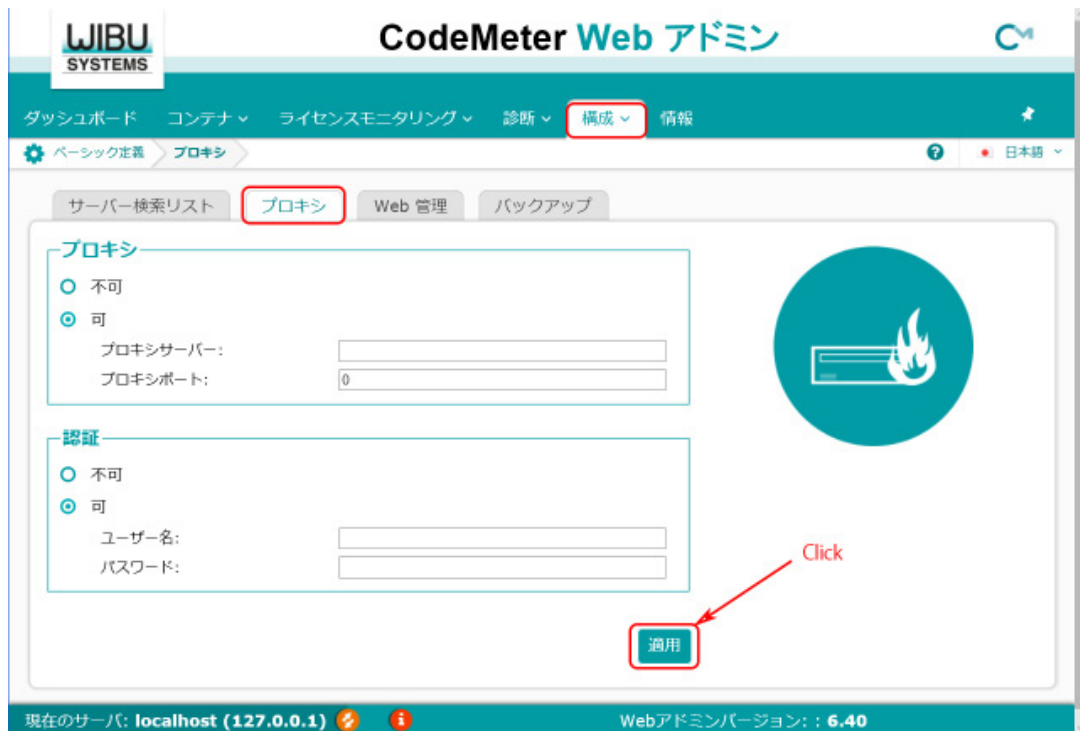 WIBU
SYSTEMS
CodeMeter Web アドミン
ダッシュボード コンテナ ライセンスモニタリング 診断 構成 情報
ベーシック定義 プロキシ ? 日本語
サーバー検索リスト プロキシ Web 管理 バックアップ
プロキシ
不可
可
プロキシサーバー:
プロキシポート: 0
認証
不可
可
ユーザー名:
パスワード:
Click
適用
現在のサーバ: localhost (127.0.0.1) i Webアドミンバージョン: : 6.40